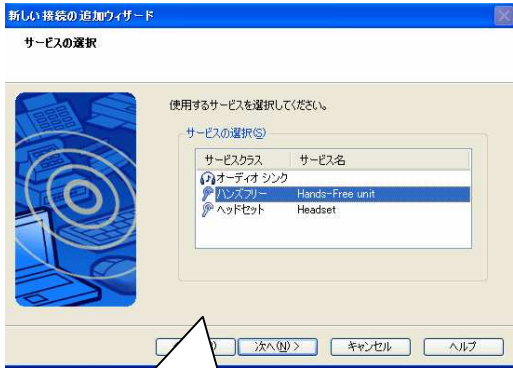 新しい接続の追加ウィザード
サービスの選択
使用するサービスを選択してください。
サービスの選択(S)
サービスクラス サービス名
オーディオ シンク
ハンズフリー Hands-Free unit
ヘッドセット Headset
次へ(N) > キャンセル ヘルプ